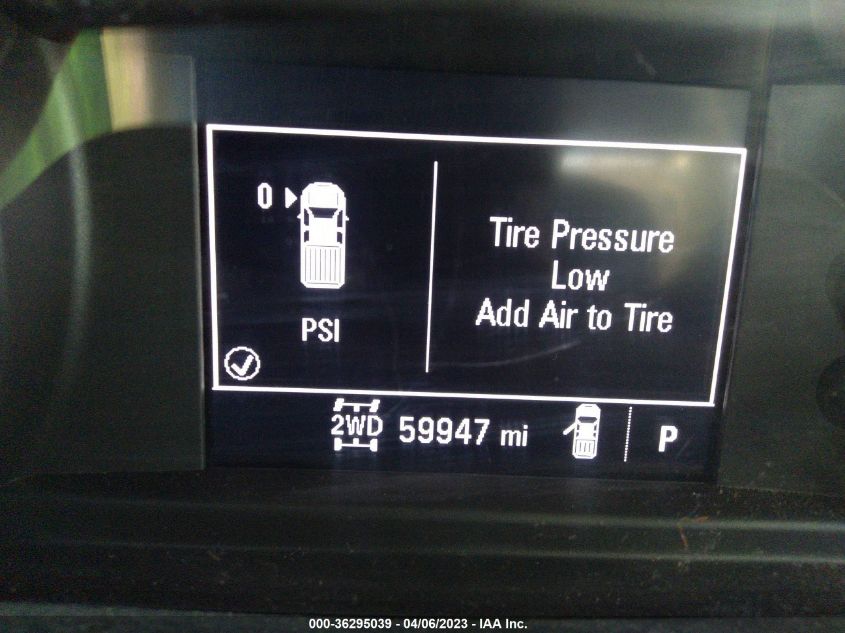 0
PSI
Tire Pressure
Low
Add Air to Tire
2WD 59947 mi P
000-36295039 - 04/06/2023 - IAA Inc.